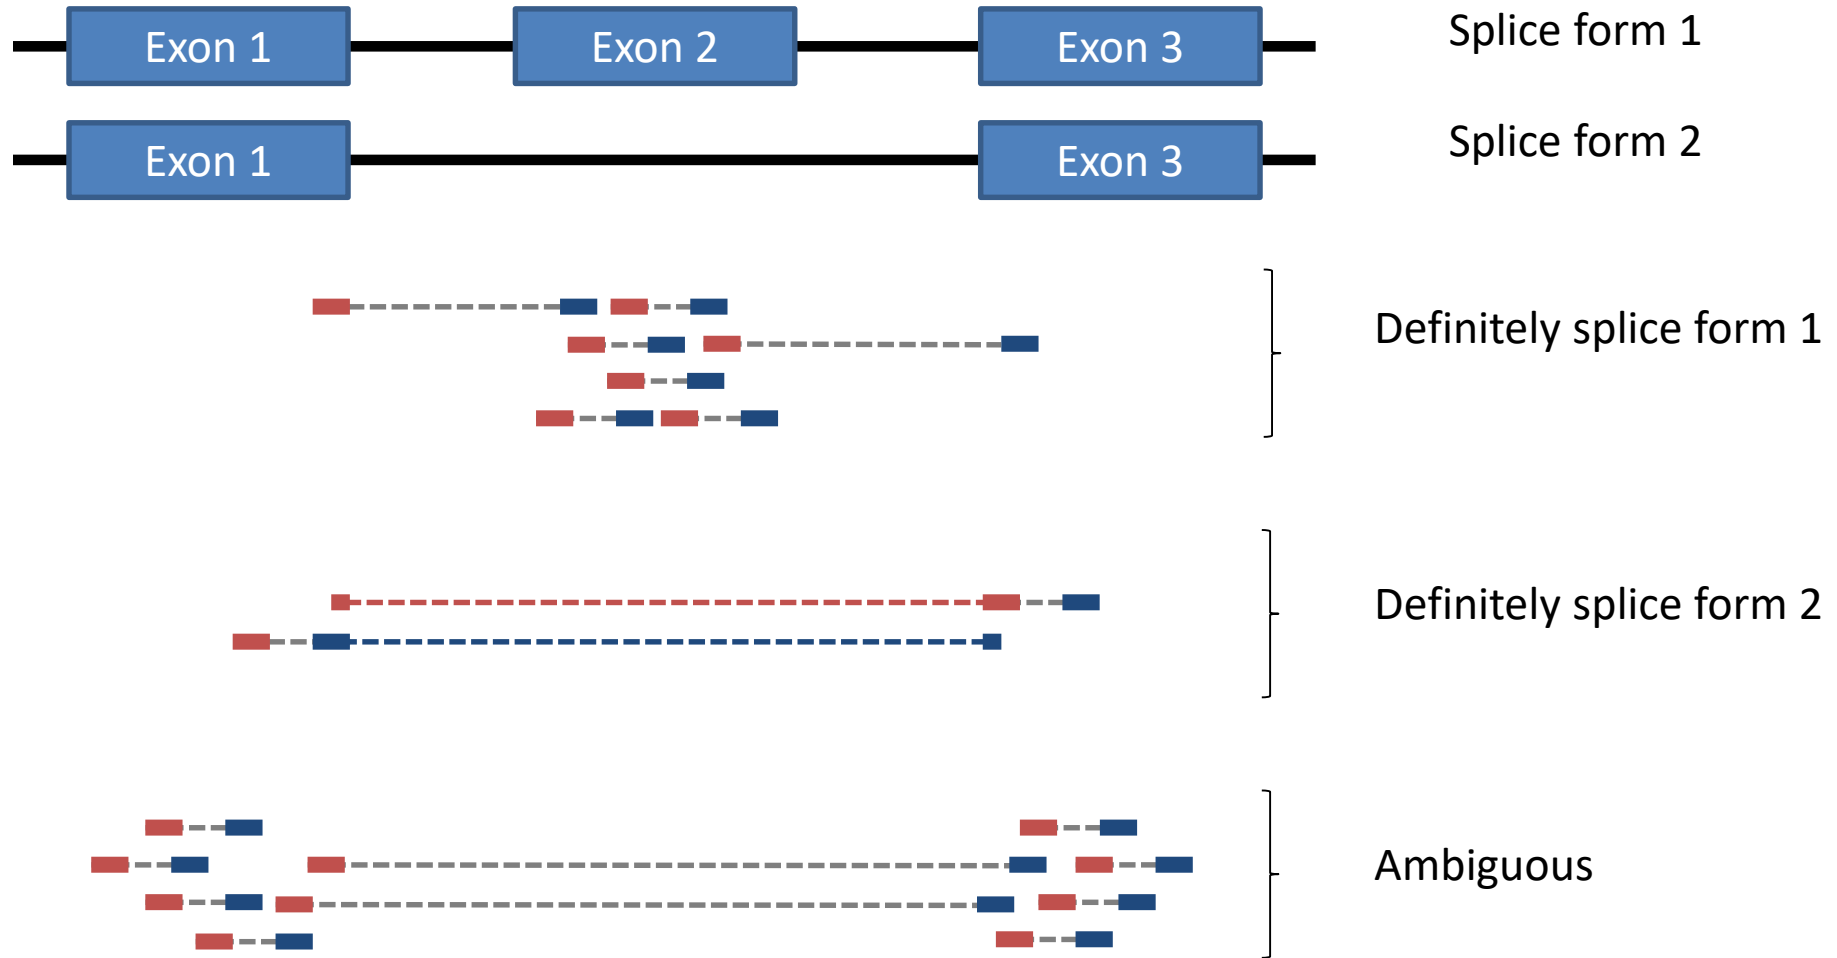 Exon 1 Exon 2 Exon 3 Splice form 1
Exon 1 Exon 3 Splice form 2
Definitely splice form 1
Definitely splice form 2
Ambiguous